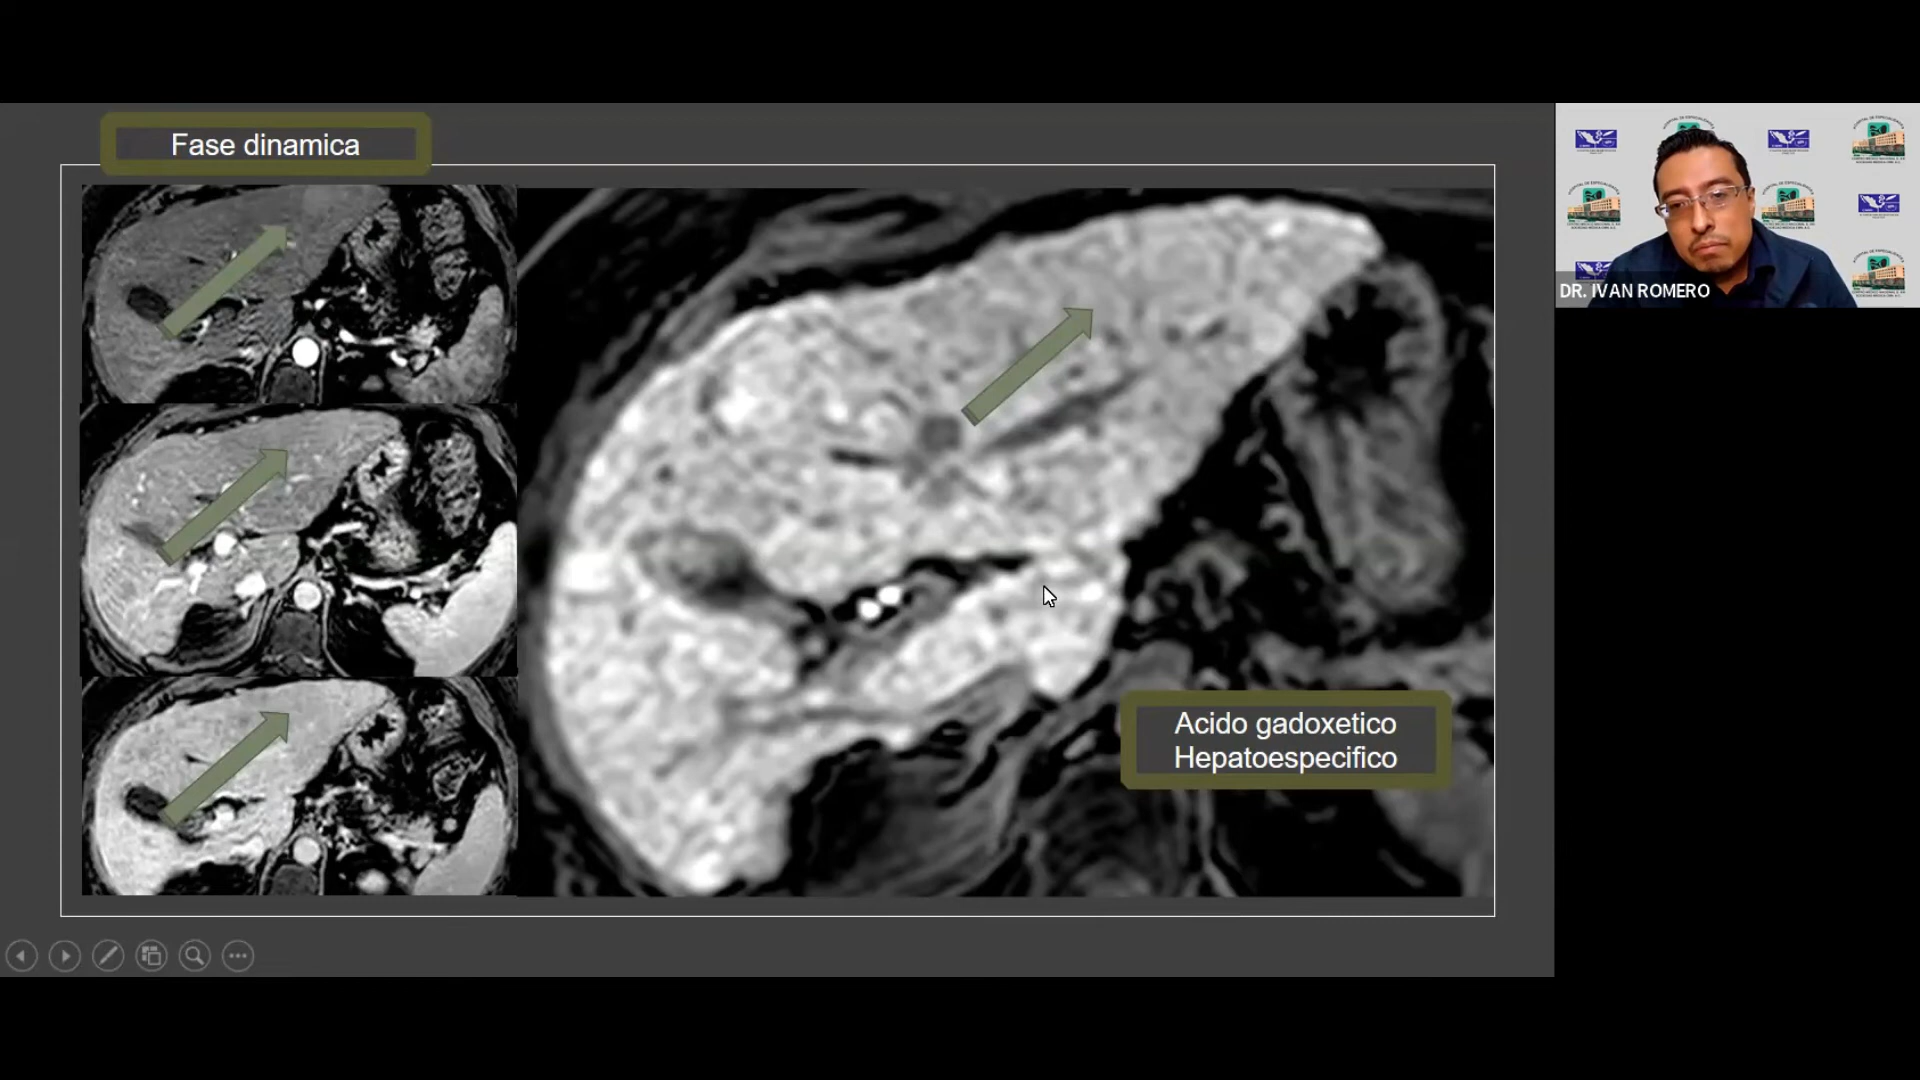 Fase dinamica
DR. IVAN ROMERO
Acido gadoxetico
Hepatoespecifico